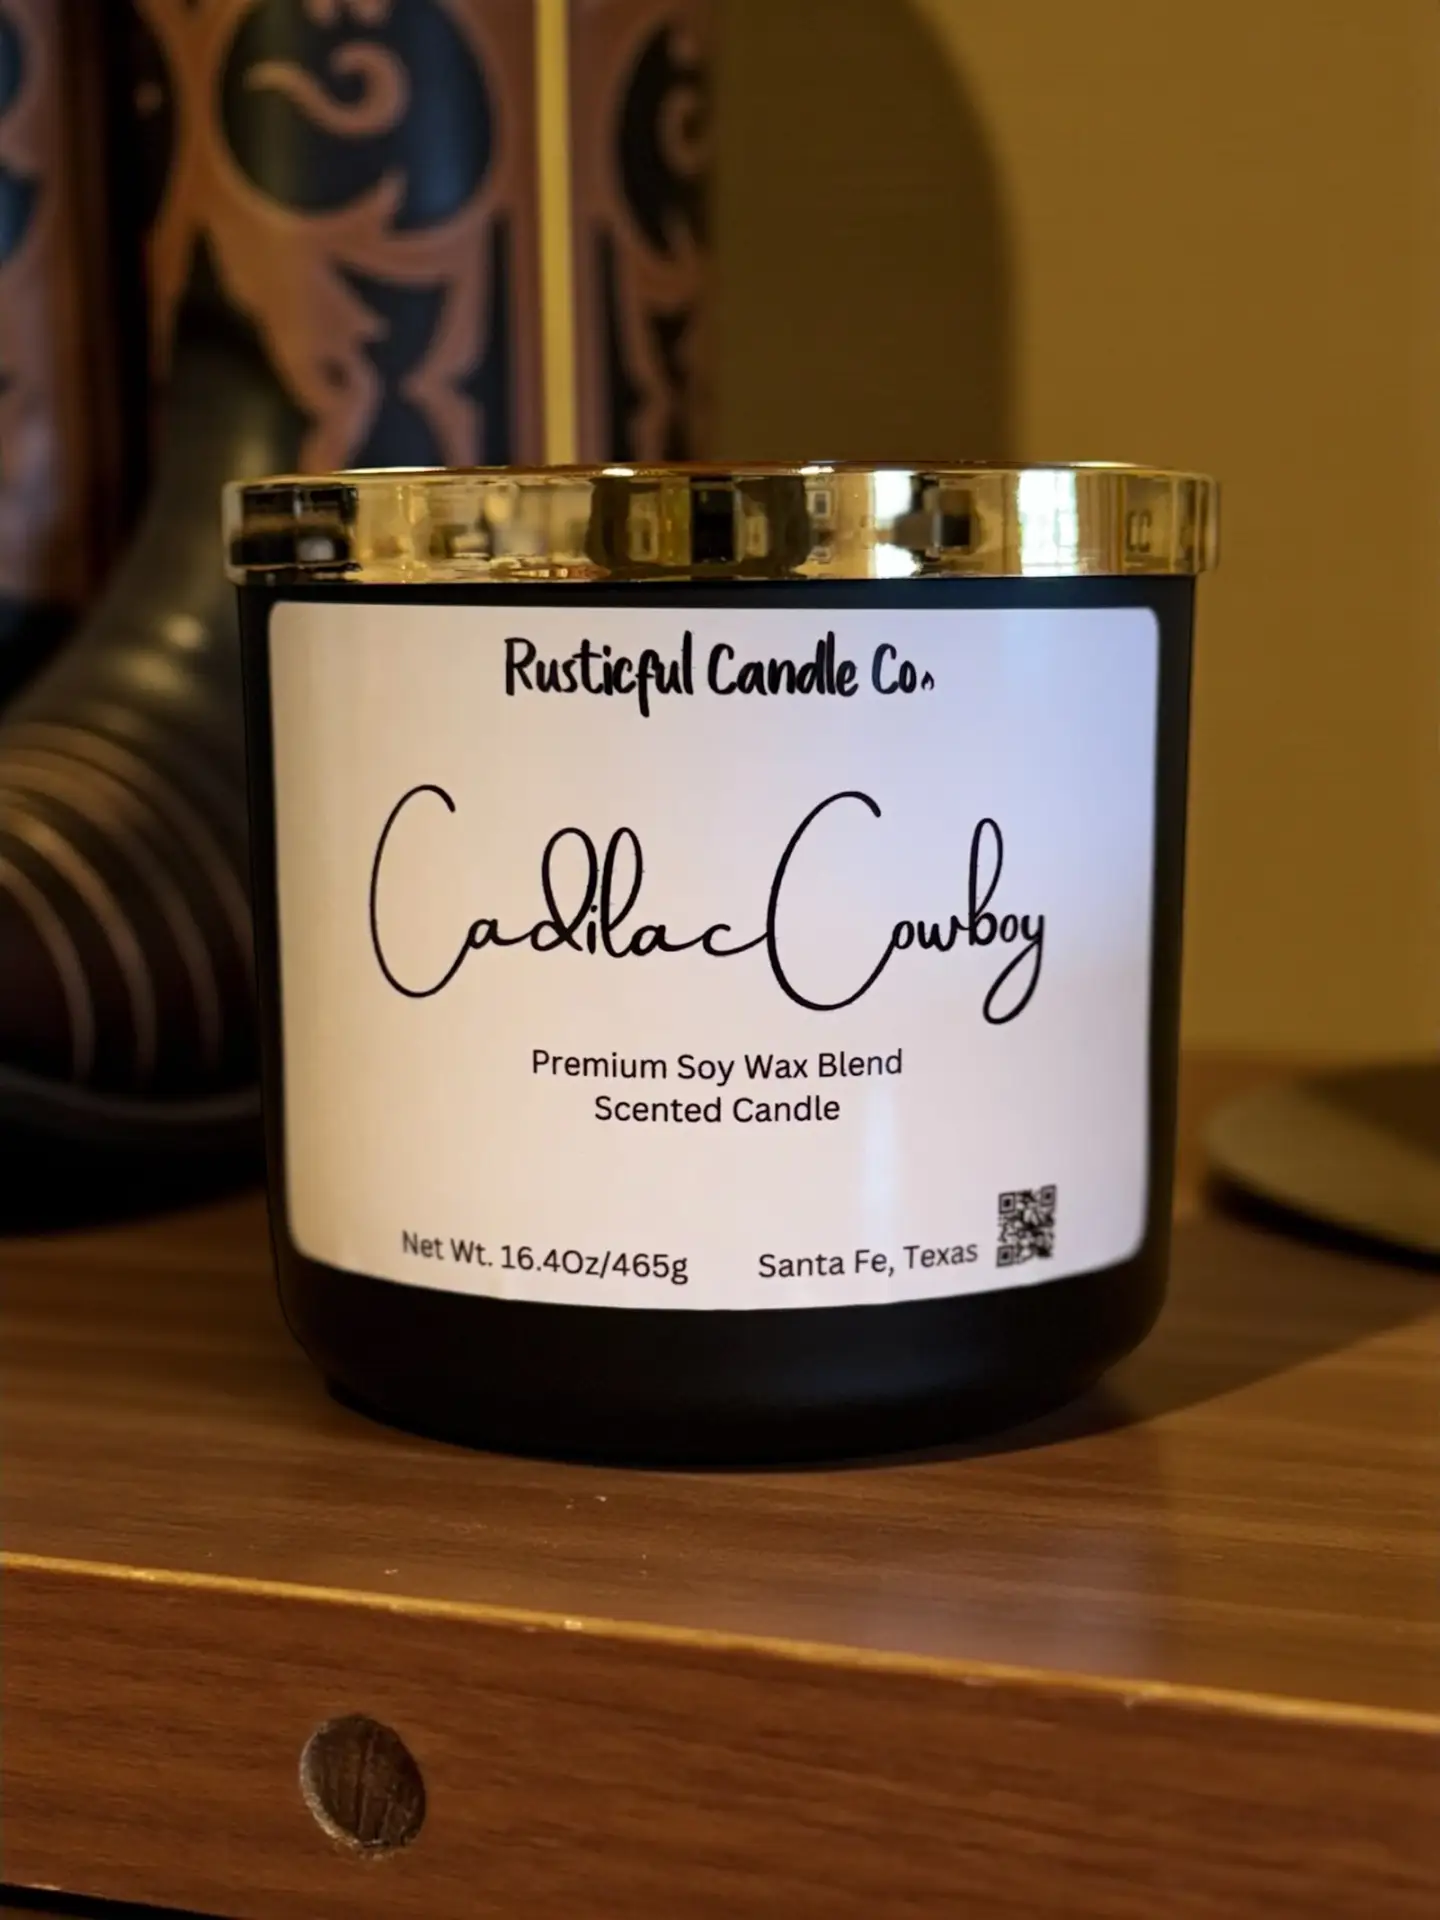 Rusticful Candle Co.
Cadilac Cowboy
Premium Soy Wax Blend
Scented Candle
Net Wt. 16.4Oz/465g Santa Fe, Texas